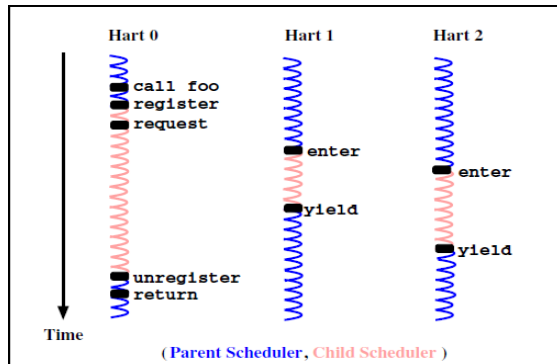 Hart 0 Hart 1 Hart 2
call foo
register
request
enter
enter
yield
yield
unregister
return
Time
( Parent Scheduler, Child Scheduler )